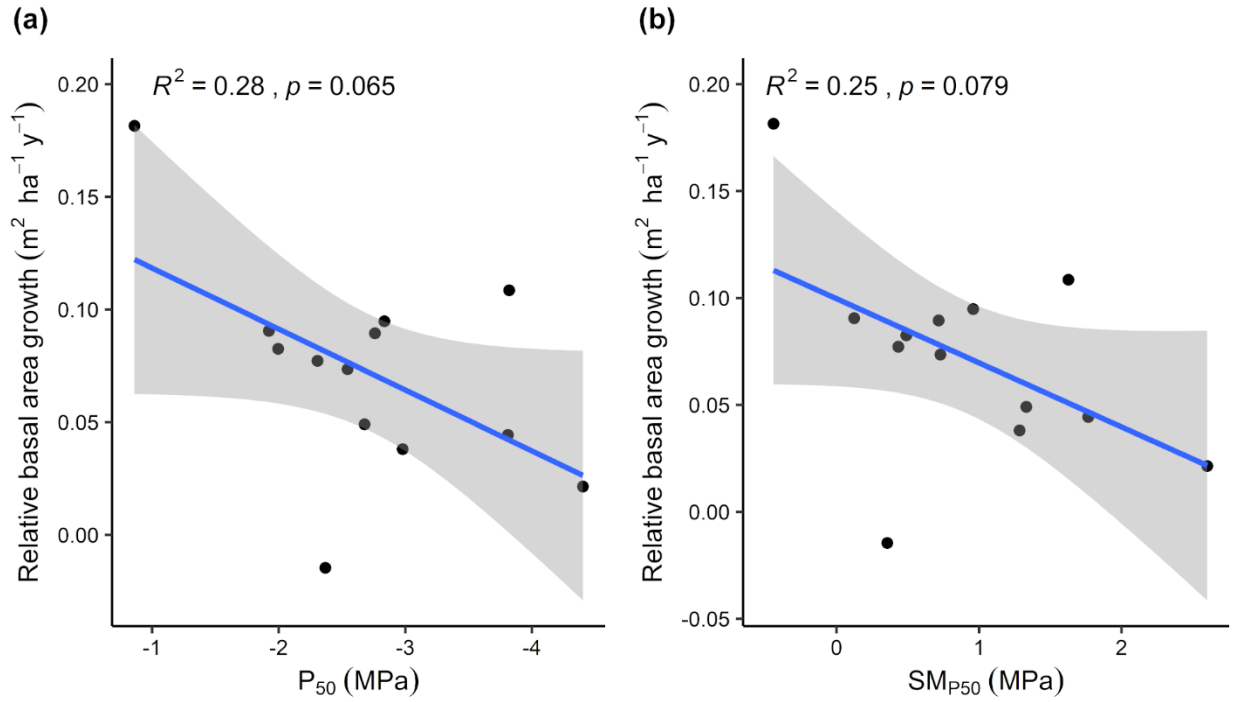 (a)
R² = 0.28 , p = 0.065
Relative basal area growth (m² ha⁻¹ y⁻¹)
0.20
0.15
0.10
0.05
0.00
-1 -2 -3 -4
P₅₀ (MPa)
(b)
R² = 0.25 , p = 0.079
Relative basal area growth (m² ha⁻¹ y⁻¹)
0.20
0.15
0.10
0.05
0.00
-0.05
0 1 2
SM_P50 (MPa)